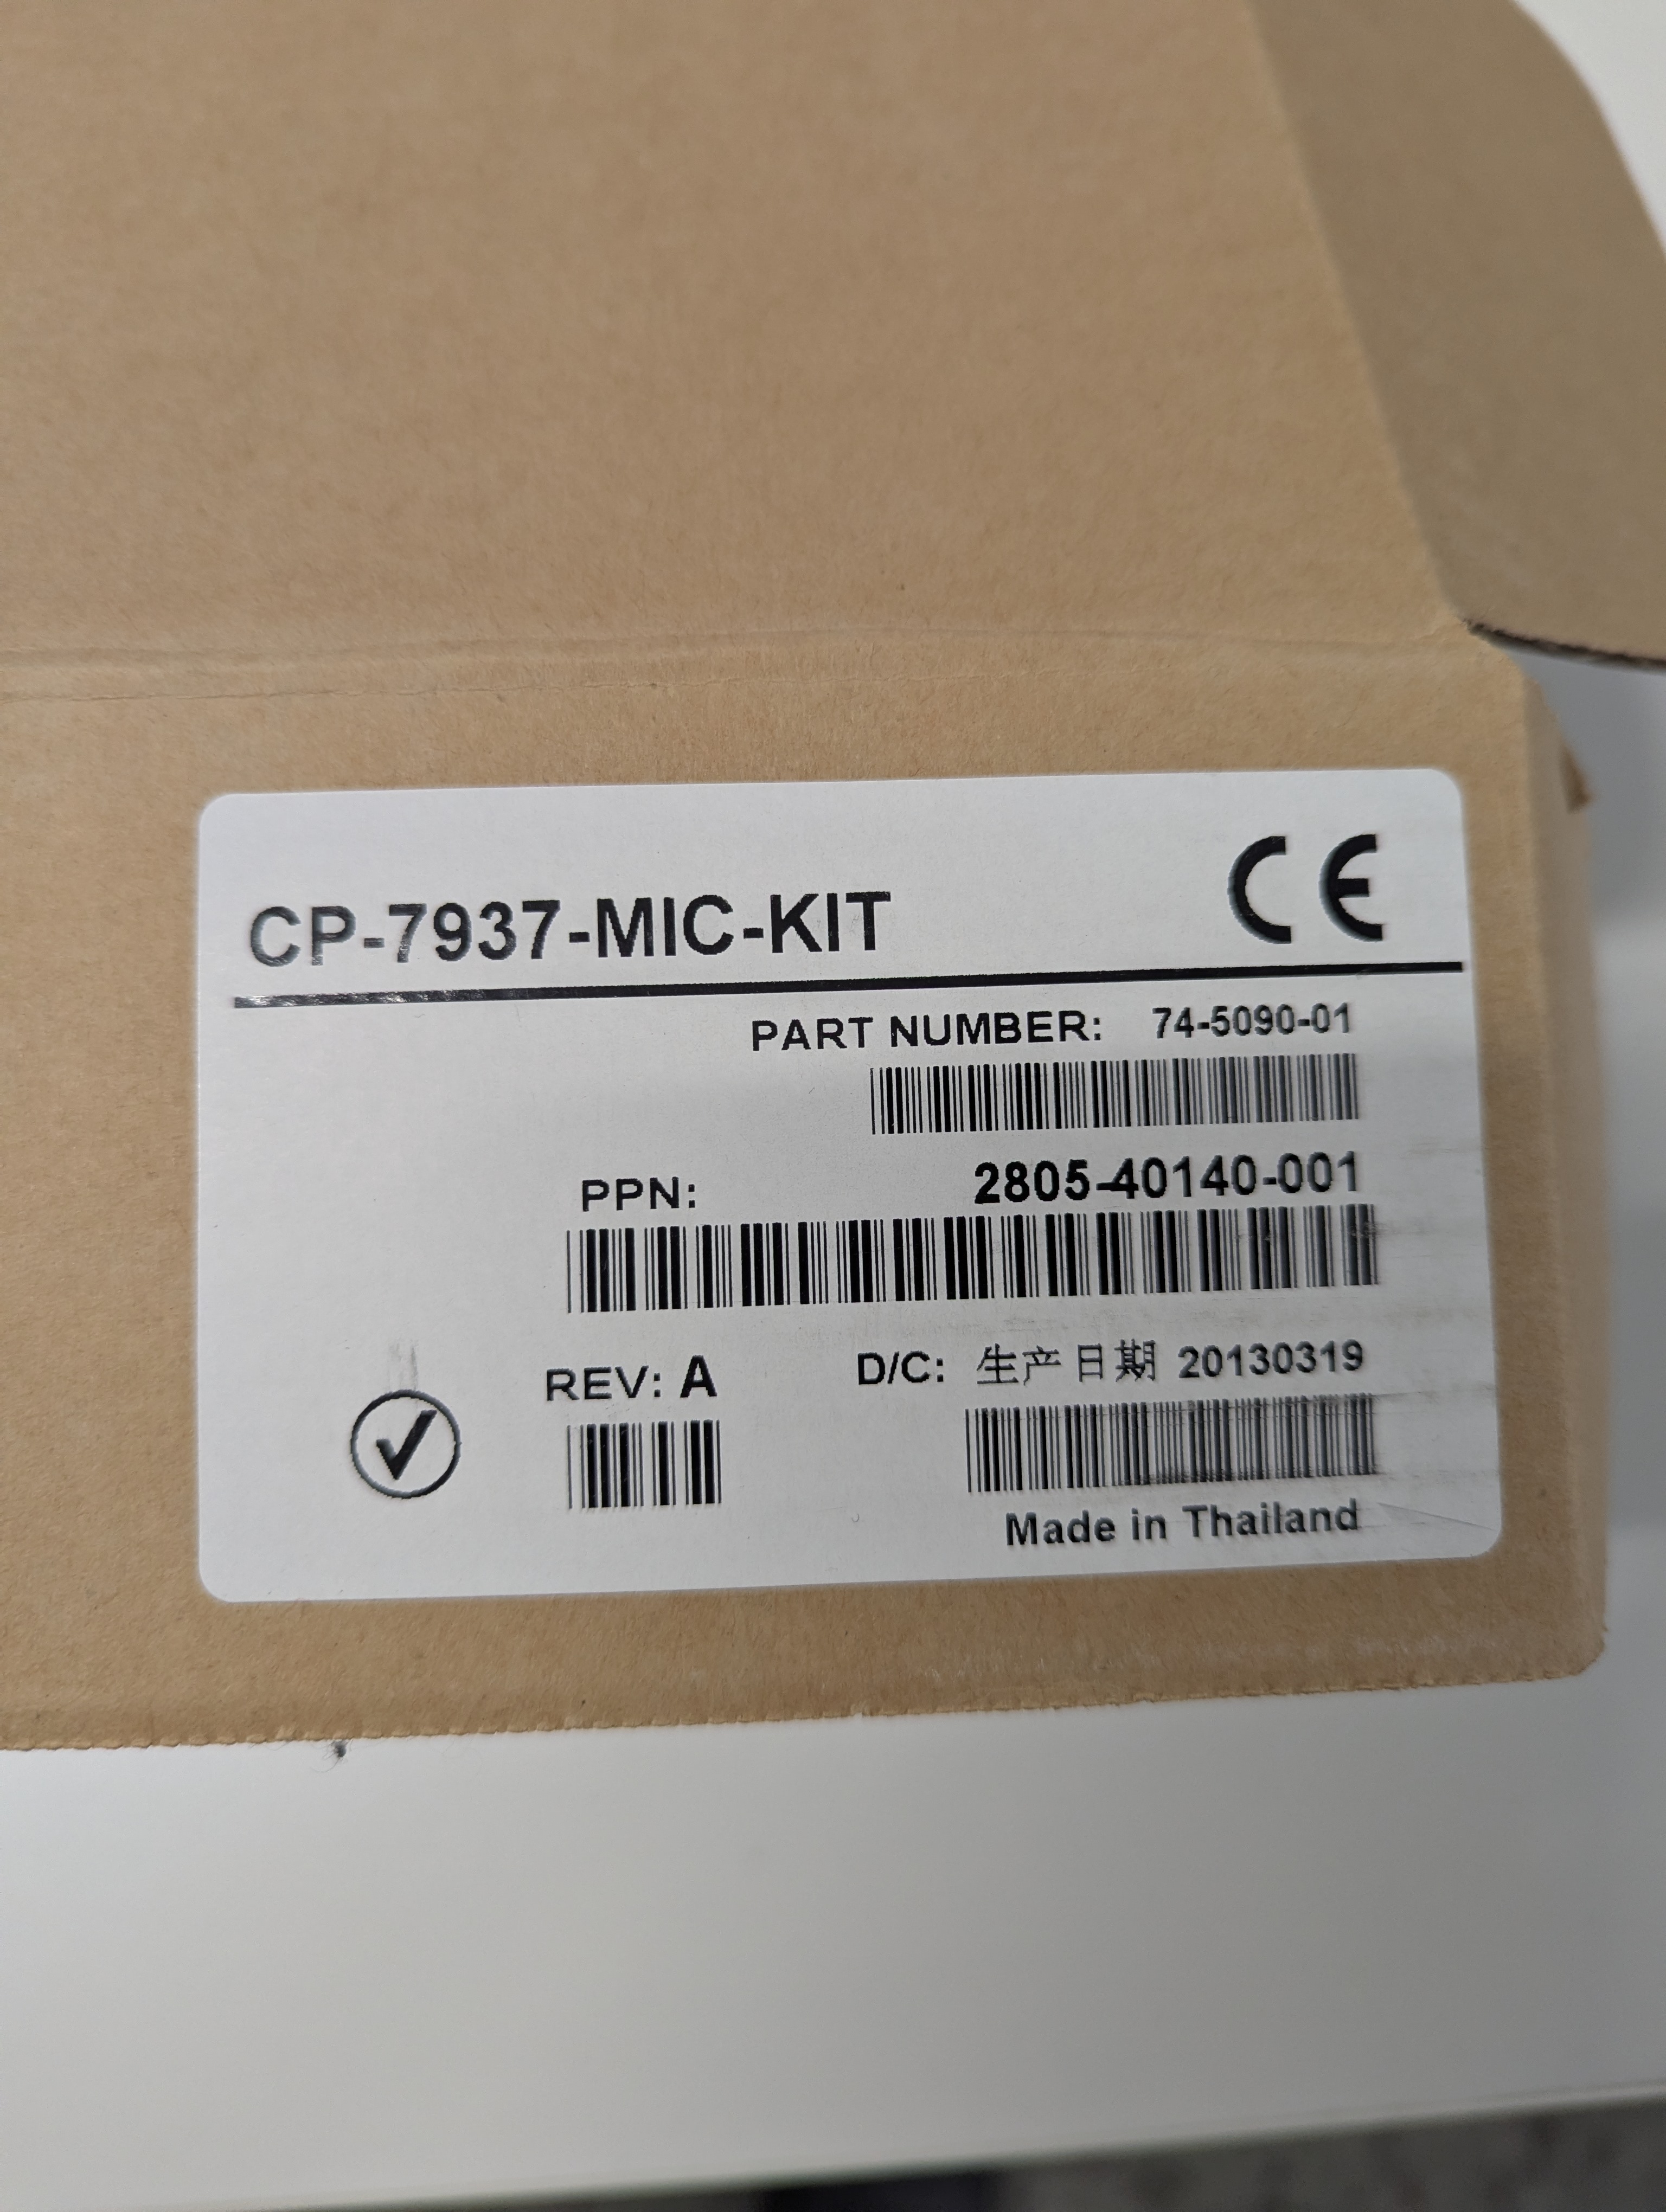 CP-7937-MIC-KIT CE
PART NUMBER: 74-5090-01
PPN: 2805-40140-001
REV: A D/C: 生产日期 20130319
Made in Thailand